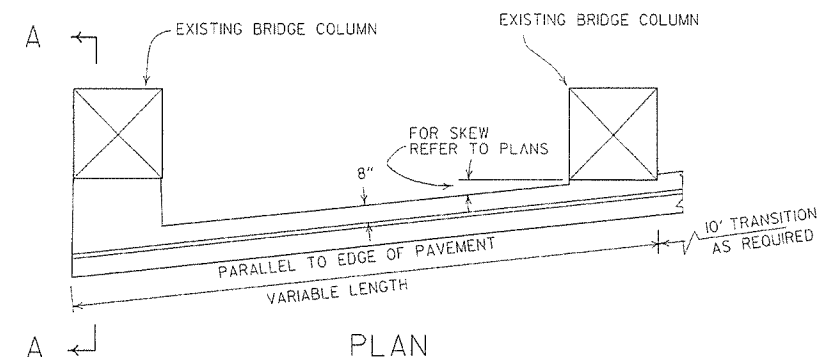 EXISTING BRIDGE COLUMN
A
EXISTING BRIDGE COLUMN
FOR SKEW
REFER TO PLANS
8"
10' TRANSITION
AS REQUIRED
PARALLEL TO EDGE OF PAVEMENT
VARIABLE LENGTH
A
PLAN